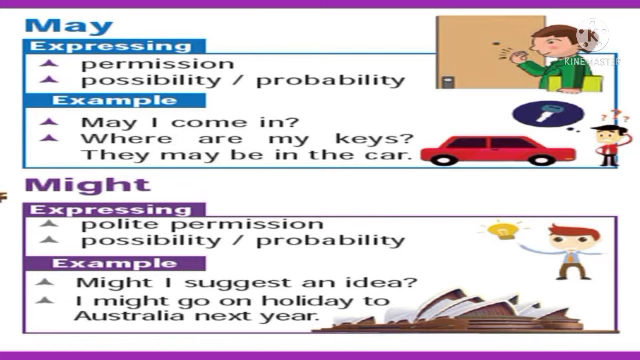 May
Expressing
permission
possibility / probability
Example
May I come in?
Where are my keys?
They may be in the car.
KINEMASTER
? ? ?
Might
Expressing
polite permission
possibility / probability
Example
Might I suggest an idea?
I might go on holiday to
Australia next year.